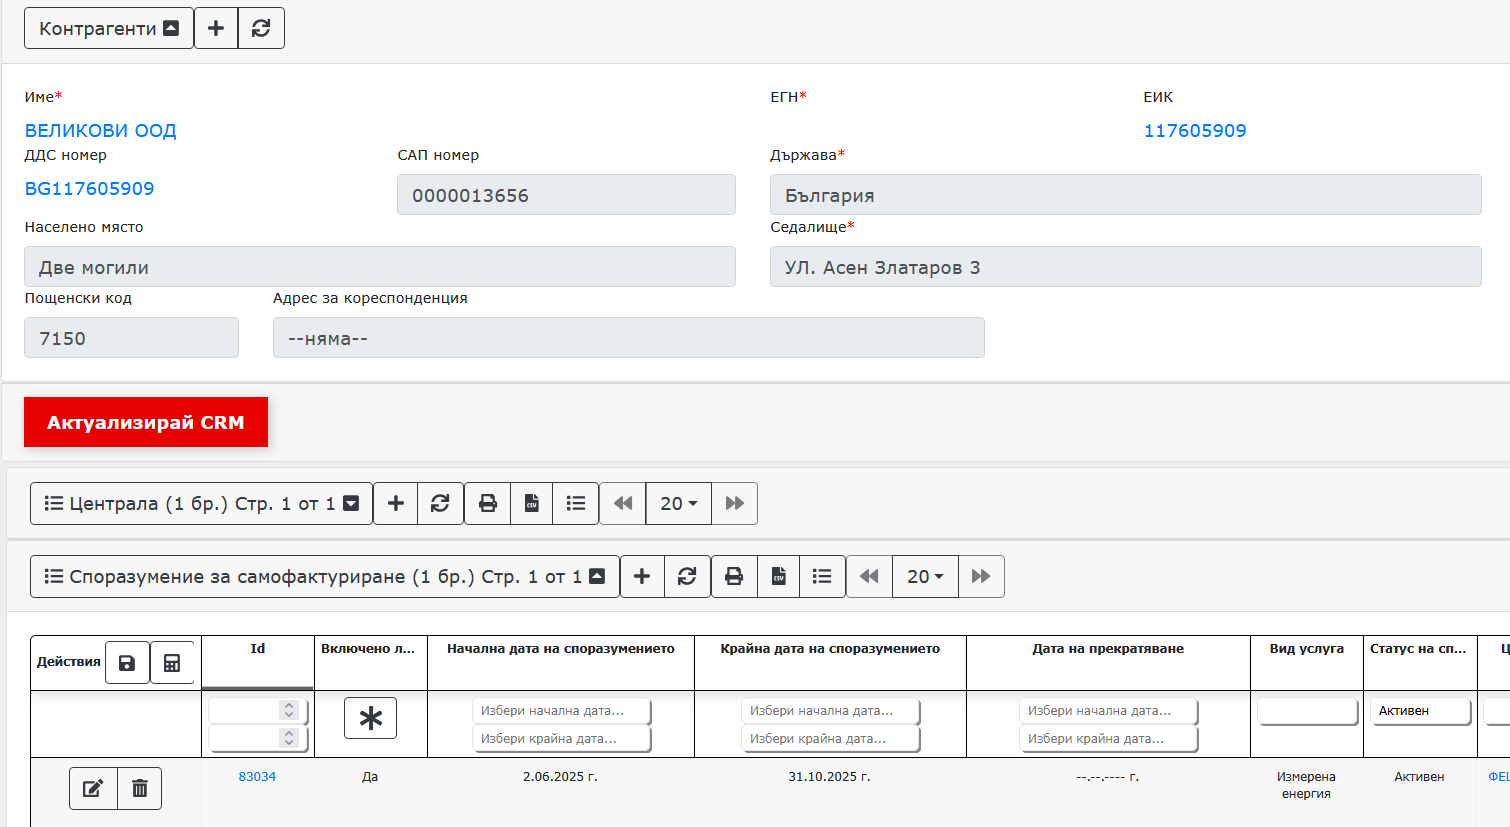 Контрагенти
Име* ЕГН* ЕИК
ВЕЛИКОВИ ООД 117605909
ДДС номер САП номер Държава*
BG117605909 0000013656 България
Населено място Седалище*
Две могили УЛ. Асен Златаров 3
Пощенски код Адрес за кореспонденция
7150 --няма--
Актуализирай CRM
Централа (1 бр.) Стр. 1 от 1 CSV 20
Споразумение за самофактуриране (1 бр.) Стр. 1 от 1 CSV 20
Действия Id Включено л... Начална дата на споразумението Крайна дата на споразумението Дата на прекратяване Вид услуга Статус на сп... Ц
Избери начална дата... Избери начална дата... Избери начална дата... Активен
Избери крайна дата... Избери крайна дата... Избери крайна дата...
83034 Да 2.06.2025 г. 31.10.2025 г. --.--.---- г. Измерена Активен
енергия